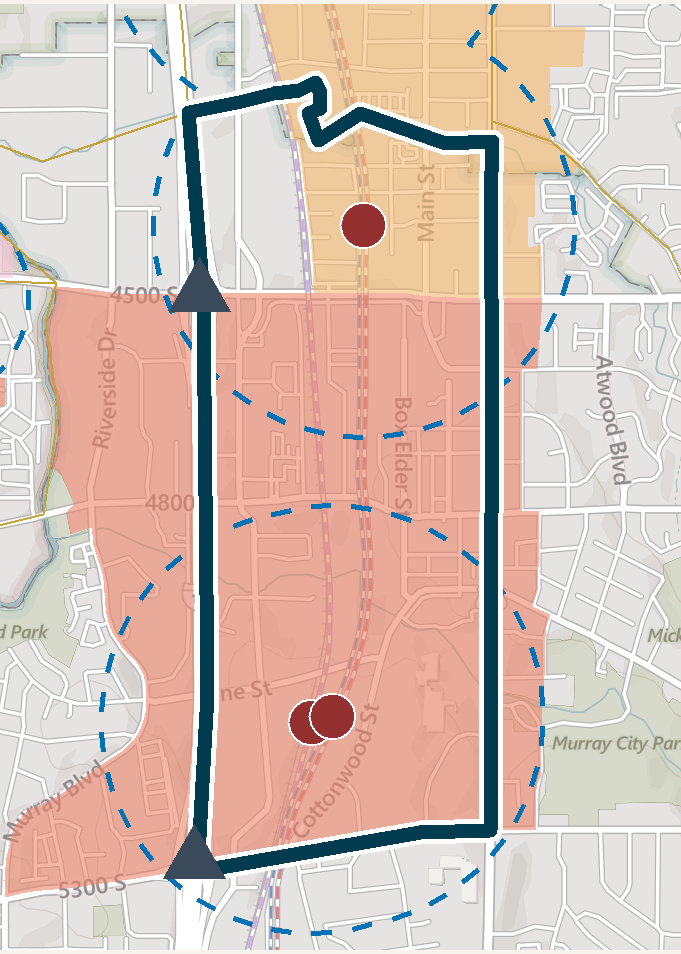 Main St
4500 S
Riverside Dr
Atwood Blvd
Box Elder St
4800
d Park
Mick
ne St
Cottonwood St
Murray City Par
Murray Blvd
5300 S